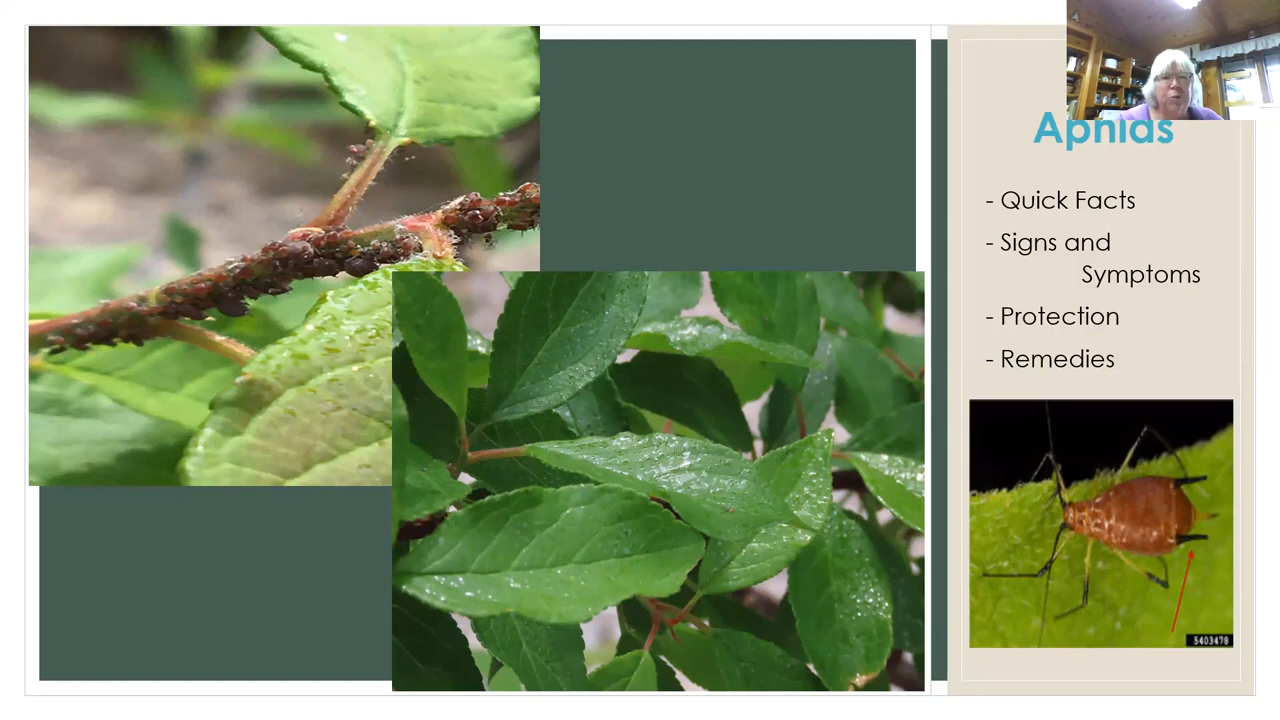 Aphids
- Quick Facts
- Signs and
Symptoms
- Protection
- Remedies
5403478